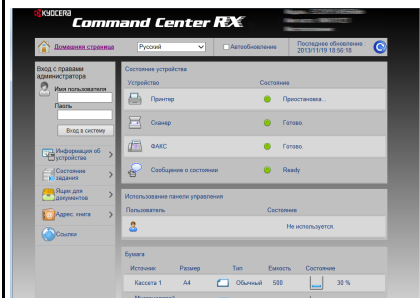 KYOCERA
Command Center RX
Домашняя страница
Русский
Автообновление
Последнее обновление :
2013/11/19 18:56:18
Вход с правами
администратора
Имя пользователя
Пароль
Вход в систему
Информация об
устройстве
Состояние
задания
Ящик для
документов
Адрес. книга
Ссылки
Состояние устройства
Устройство Состояние
Принтер Приостановка...
Сканер Готово.
ФАКС Готово.
Сообщение о состоянии Ready
Использование панели управления
Пользователь Состояние
Не используется.
Бумага
Источник Размер Тип Емкость Состояние
Кассета 1 A4 Обычный 500 30 %